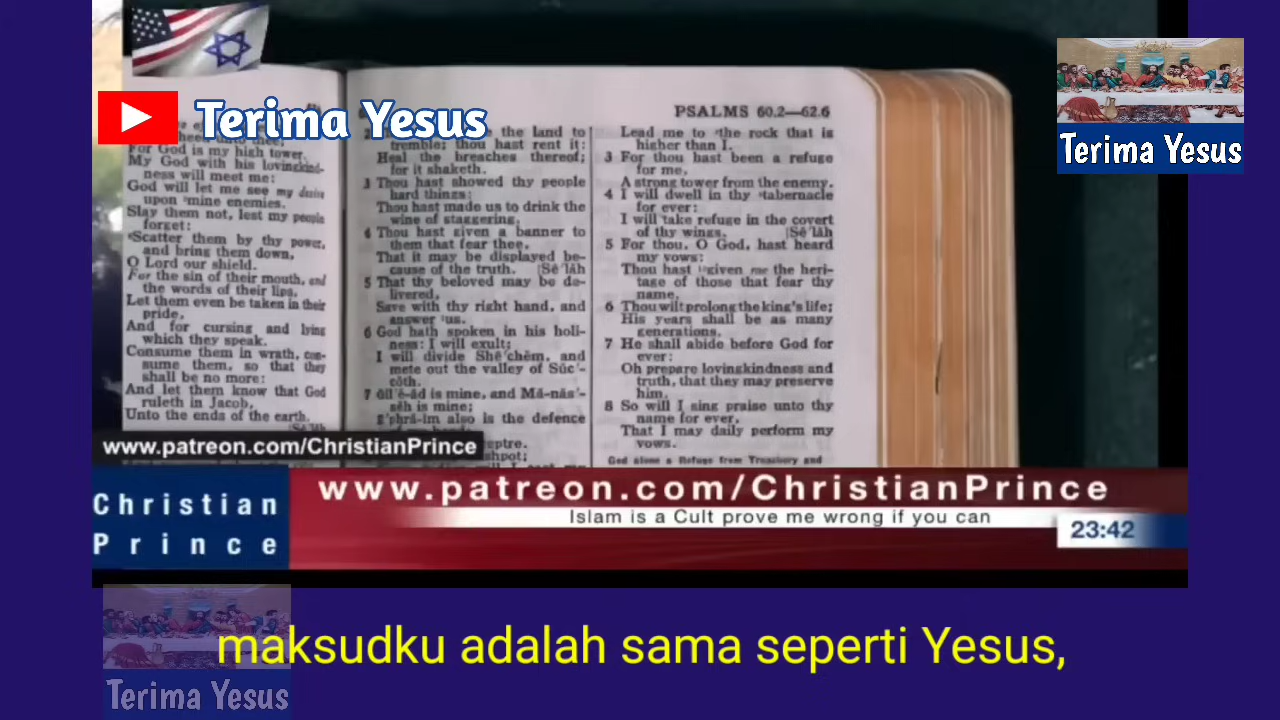 Terima Yesus
Terima Yesus
For God is my high tower.
My God with his lovingkind-
ness will meet me:
God will let me see my desire
upon mine enemies.
Slay them not, lest my people
forget:
Scatter them by thy power,
and bring them down,
O Lord our shield.
For the sin of their mouth, and
the words of their lips,
Let them even be taken in their
pride,
And for cursing and lying
which they speak.
Consume them in wrath, con-
sume them, so that they
shall be no more:
And let them know that God
ruleth in Jacob,
Unto the ends of the earth.
the land to
tremble; thou hast rent it:
Heal the breaches thereof;
for it shaketh.
3 Thou hast showed thy people
hard things:
Thou hast made us to drink the
wine of staggering.
4 Thou hast given a banner to
them that fear thee,
That it may be displayed be-
cause of the truth. [Sē´lāh
5 That thy beloved may be de-
livered,
Save with thy right hand, and
answer us.
6 God hath spoken in his holi-
ness: I will exult;
I will divide Shē´chĕm, and
mete out the valley of Sŭc´-
cōth.
7 Gĭl´ē-ăd is mine, and Mȧ-năs´-
sĕh is mine;
E´phrā-im also is the defence
PSALMS 60.2—62.6
Lead me to the rock that is
higher than I.
3 For thou hast been a refuge
for me,
A strong tower from the enemy.
4 I will dwell in thy tabernacle
for ever:
I will take refuge in the covert
of thy wings. [Sē´lāh
5 For thou, O God, hast heard
my vows:
Thou hast given me the heri-
tage of those that fear thy
name.
6 Thou wilt prolong the king's life;
His years shall be as many
generations.
7 He shall abide before God for
ever:
Oh prepare lovingkindness and
truth, that they may preserve
him.
8 So will I sing praise unto thy
name for ever,
That I may daily perform my
vows.
www.patreon.com/ChristianPrince
Christian
Prince
www.patreon.com/ChristianPrince
Islam is a Cult prove me wrong if you can
23:42
maksudku adalah sama seperti Yesus,
Terima Yesus